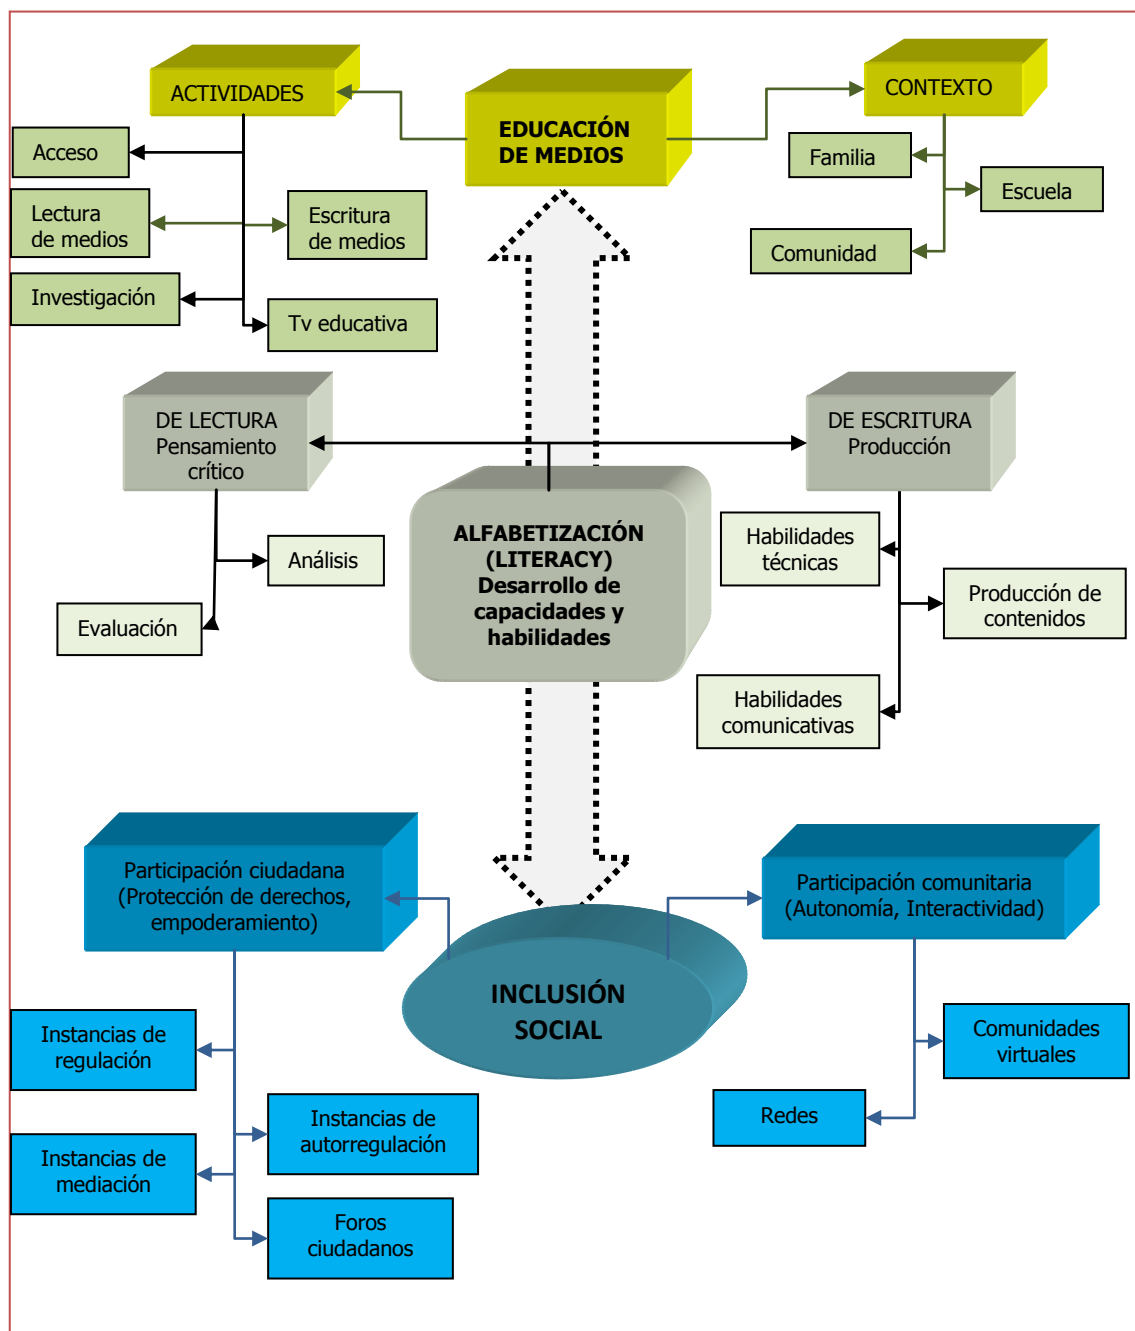 ACTIVIDADES
EDUCACIÓN
DE MEDIOS
CONTEXTO
Acceso
Familia
Lectura
de medios
Escritura
de medios
Escuela
Comunidad
Investigación
Tv educativa
DE LECTURA
Pensamiento
crítico
DE ESCRITURA
Producción
ALFABETIZACIÓN
(LITERACY)
Desarrollo de
capacidades y
habilidades
Análisis
Evaluación
Habilidades
técnicas
Producción de
contenidos
Habilidades
comunicativas
Participación ciudadana
(Protección de derechos,
empoderamiento)
Participación comunitaria
(Autonomía, Interactividad)
INCLUSIÓN
SOCIAL
Instancias de
regulación
Comunidades
virtuales
Instancias de
autorregulación
Redes
Instancias de
mediación
Foros
ciudadanos